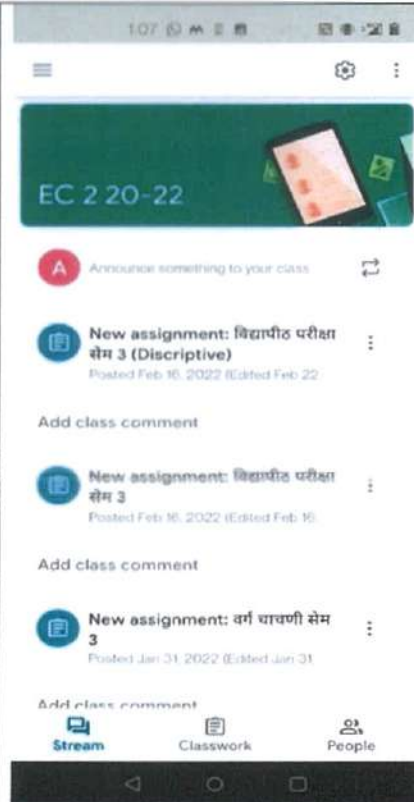 1:07
EC 2 20-22
A
Announce something to your class
New assignment: विद्यापीठ परीक्षा
सेम 3 (Discriptive)
Posted Feb 16, 2022 (Edited Feb 22
Add class comment
New assignment: विद्यापीठ परीक्षा
सेम 3
Posted Feb 16, 2022 (Edited Feb 16
Add class comment
New assignment: वर्ग चाचणी सेम
3
Posted Jan 31, 2022 (Edited Jan 31
Add class comment
Stream
Classwork
People